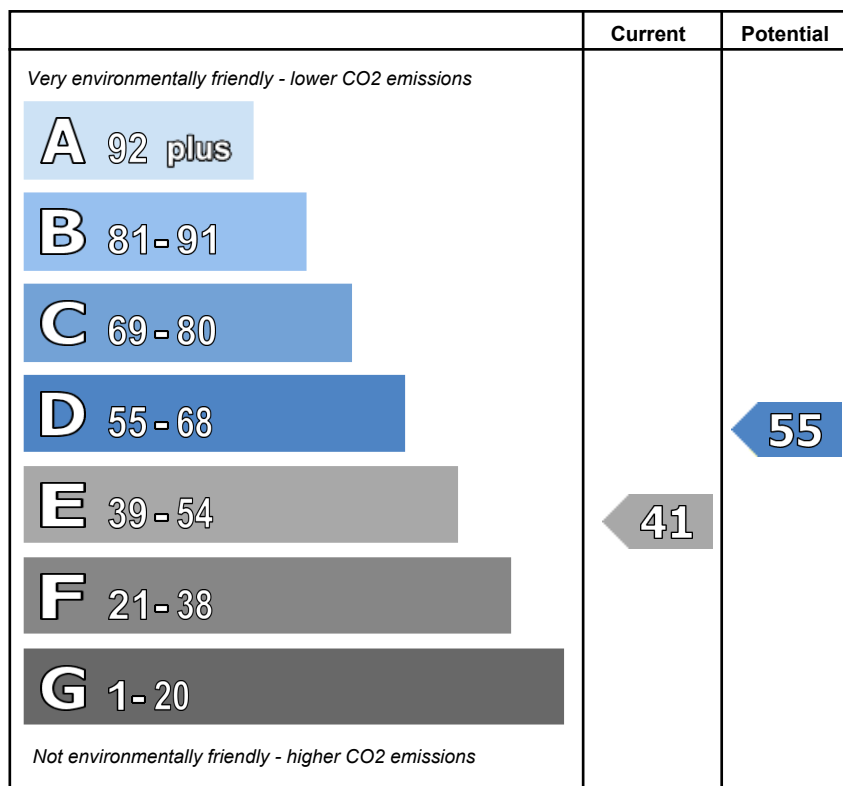 Current Potential
Very environmentally friendly - lower CO2 emissions
A 92 plus
B 81-91
C 69-80
D 55-68
55
E 39-54
41
F 21-38
G 1-20
Not environmentally friendly - higher CO2 emissions